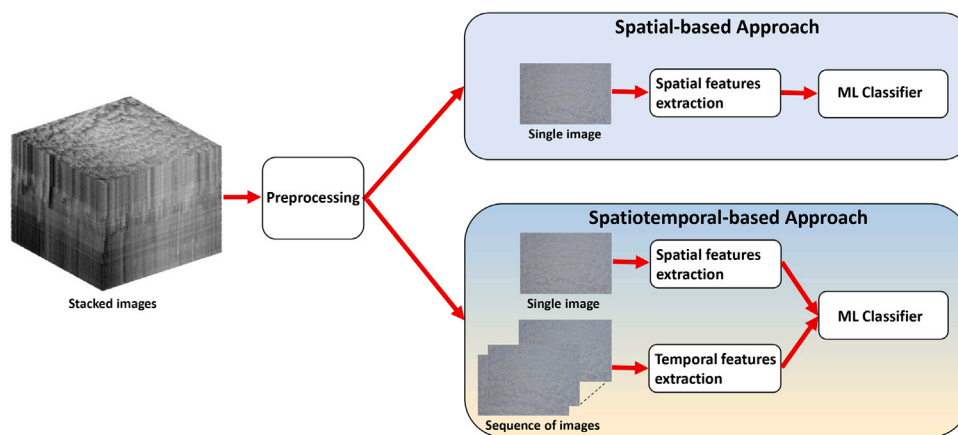 Spatial-based Approach
Spatial features
extraction
ML Classifier
Single image
Preprocessing
Stacked images
Spatiotemporal-based Approach
Spatial features
extraction
Single image
ML Classifier
Temporal features
extraction
Sequence of images